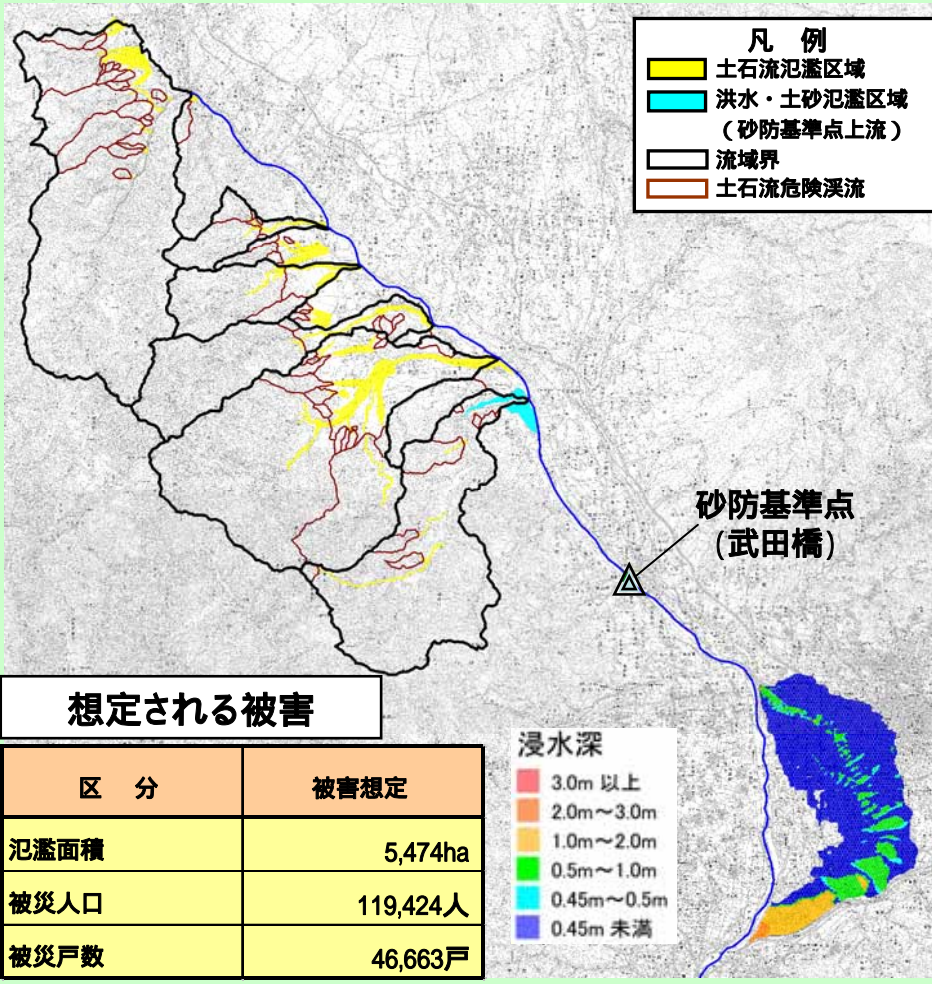 凡 例
土石流氾濫区域
洪水・土砂氾濫区域
（砂防基準点上流）
流域界
土石流危険渓流
砂防基準点
（武田橋）
想定される被害
区 分 被害想定
氾濫面積 5,474ha
被災人口 119,424人
被災戸数 46,663戸
浸水深
3.0m 以上
2.0m～3.0m
1.0m～2.0m
0.5m～1.0m
0.45m～0.5m
0.45m 未満